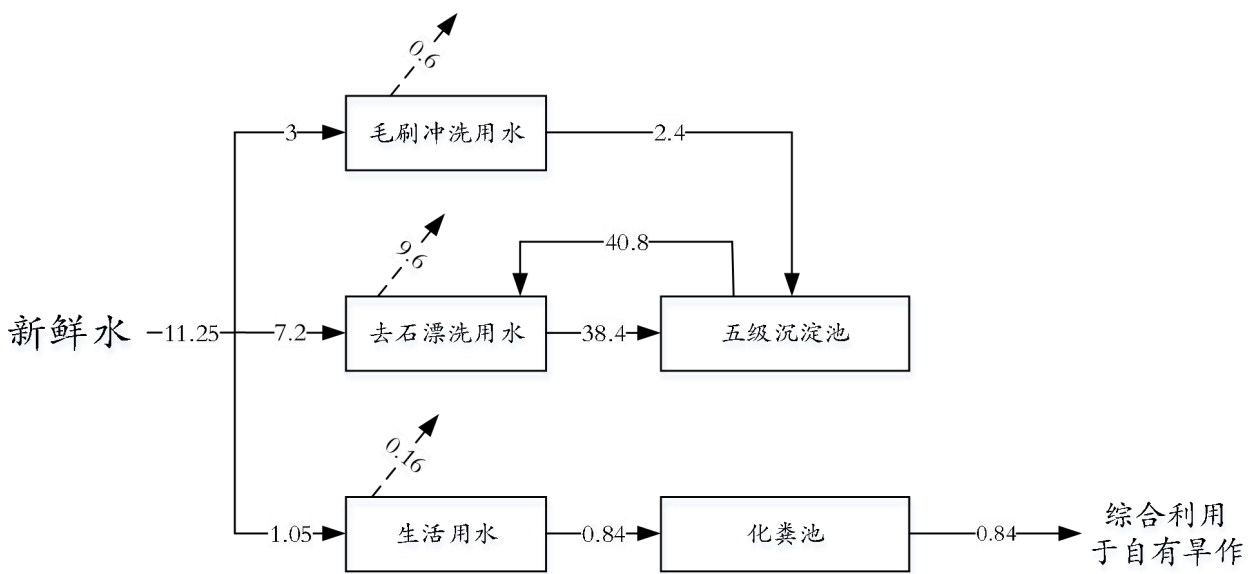 0.6
3
毛刷冲洗用水
2.4
9.6
40.8
新鲜水
11.25
7.2
去石漂洗用水
38.4
五级沉淀池
0.16
1.05
生活用水
0.84
化粪池
0.84
综合利用
于自有旱作